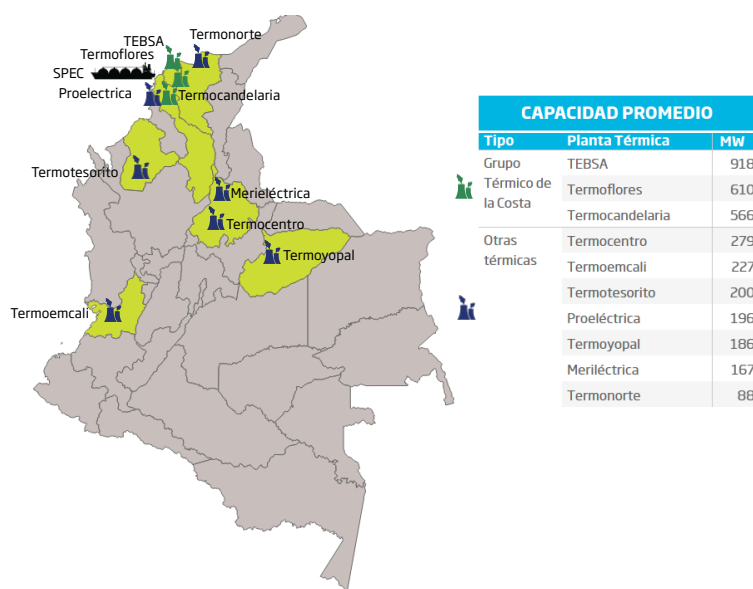 Termonorte
TEBSA
Termoflores
SPEC
Proelectrica
Termocandelaria
Termotesorito
Merieléctrica
Termocentro
Termoyopal
Termoemcali
CAPACIDAD PROMEDIO
Tipo Planta Térmica MW
Grupo Térmico de la Costa
TEBSA 918
Termoflores 610
Termocandelaria 566
Otras térmicas
Termocentro 279
Termoemcali 227
Termotesorito 200
Proeléctrica 196
Termoyopal 186
Meriléctrica 167
Termonorte 88